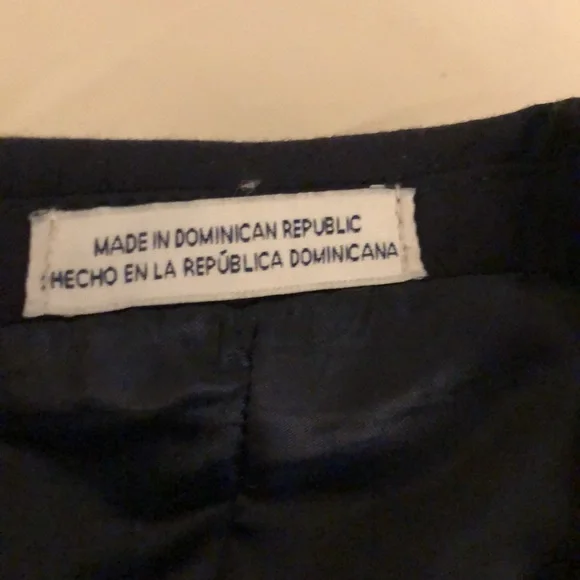 MADE IN DOMINICAN REPUBLIC
HECHO EN LA REPÚBLICA DOMINICANA